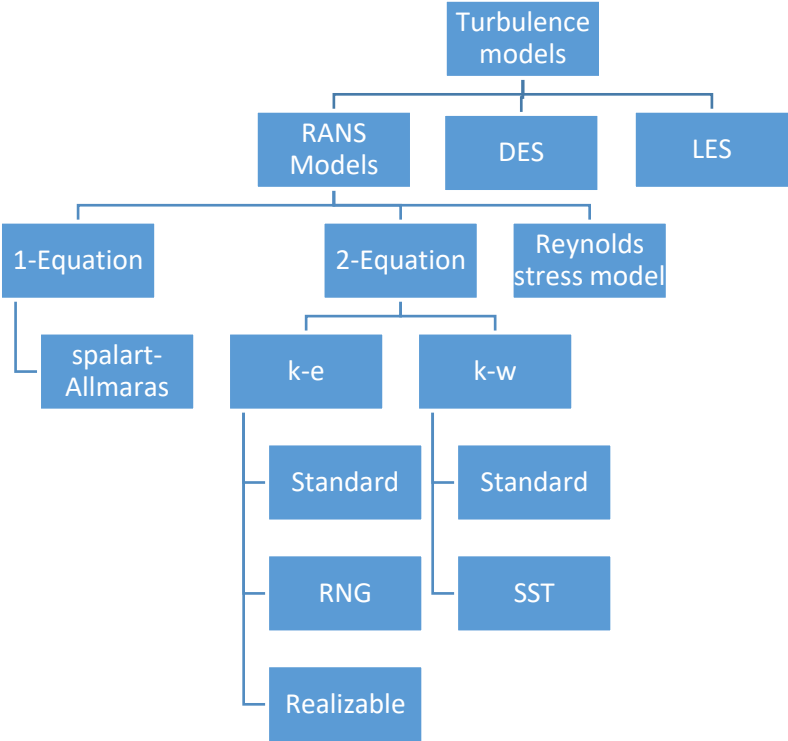 Turbulence
models
RANS
Models
DES
LES
1-Equation
2-Equation
Reynolds
stress model
spalart-
Allmaras
k-e
k-w
Standard
Standard
RNG
SST
Realizable